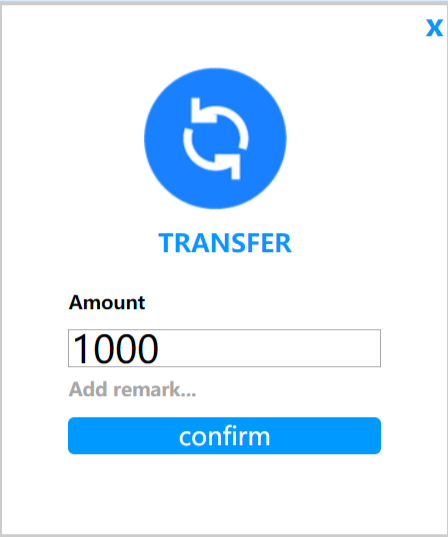 X
TRANSFER
Amount
1000
Add remark...
confirm